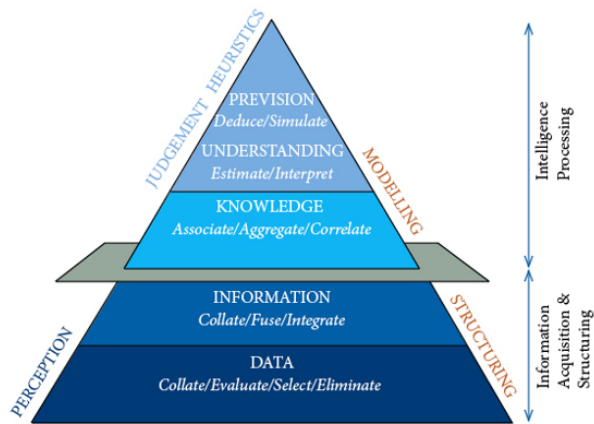 JUDGEMENT HEURISTICS
PREVISION
Deduce/Simulate
UNDERSTANDING
Estimate/Interpret
MODELLING
KNOWLEDGE
Associate/Aggregate/Correlate
Intelligence
Processing
INFORMATION
Collate/Fuse/Integrate
PERCEPTION
DATA
Collate/Evaluate/Select/Eliminate
STRUCTURING
Information
Acquisition &
Structuring